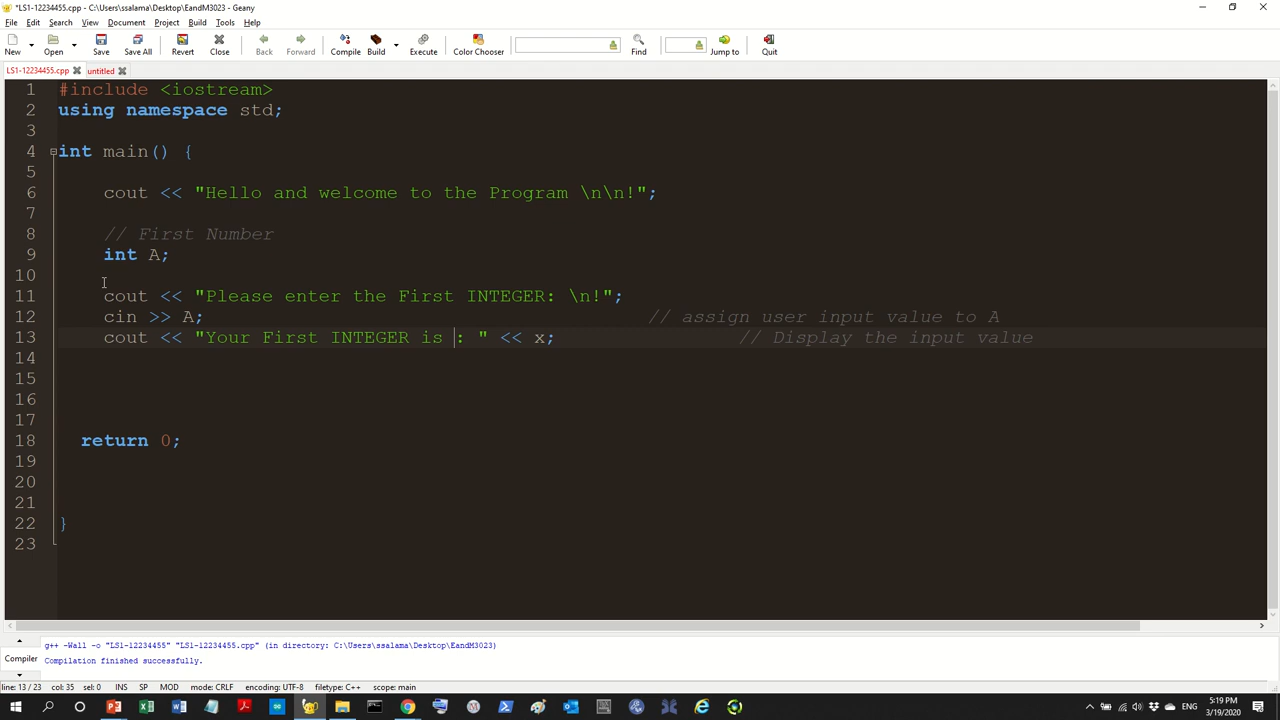 *LS1-12234455.cpp - C:\Users\ssalama\Desktop\EandM3023 - Geany
File Edit Search View Document Project Build Tools Help
New Open Save Save All Revert Close Back Forward Compile Build Execute Color Chooser Find Jump to Quit
LS1-12234455.cpp untitled
1 #include <iostream>
2 using namespace std;
3
4 int main() {
5
6 cout << "Hello and welcome to the Program \n\n!";
7
8 // First Number
9 int A;
10
11 cout << "Please enter the First INTEGER: \n!";
12 cin >> A; // assign user input value to A
13 cout << "Your First INTEGER is : " << x; // Display the input value
14
15
16
17
18 return 0;
19
20
21
22 }
23
g++ -Wall -o "LS1-12234455" "LS1-12234455.cpp" (in directory: C:\Users\ssalama\Desktop\EandM3023)
Compiler
Compilation finished successfully.
line: 13 / 23 col: 35 sel: 0 INS SP MOD mode: CRLF encoding: UTF-8 filetype: C++ scope: main
ENG
5:19 PM
3/19/2020